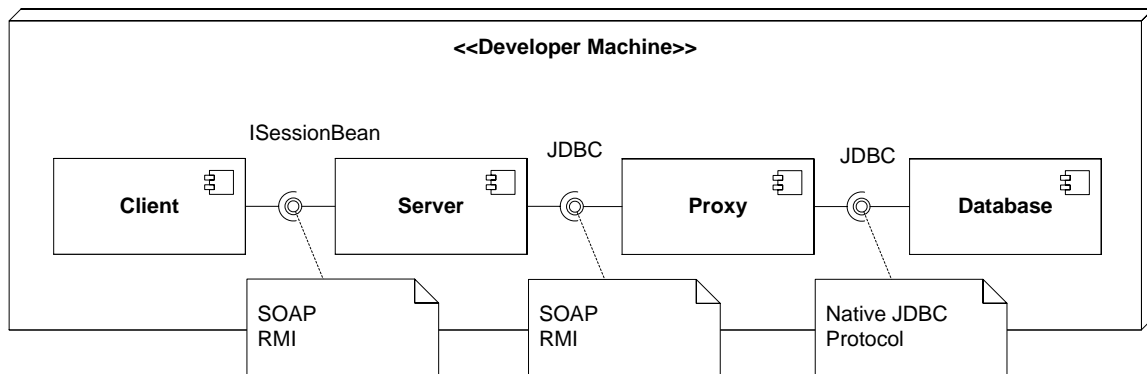 <<Developer Machine>>
ISessionBean
JDBC
JDBC
Client
Server
Proxy
Database
SOAP
RMI
SOAP
RMI
Native JDBC
Protocol